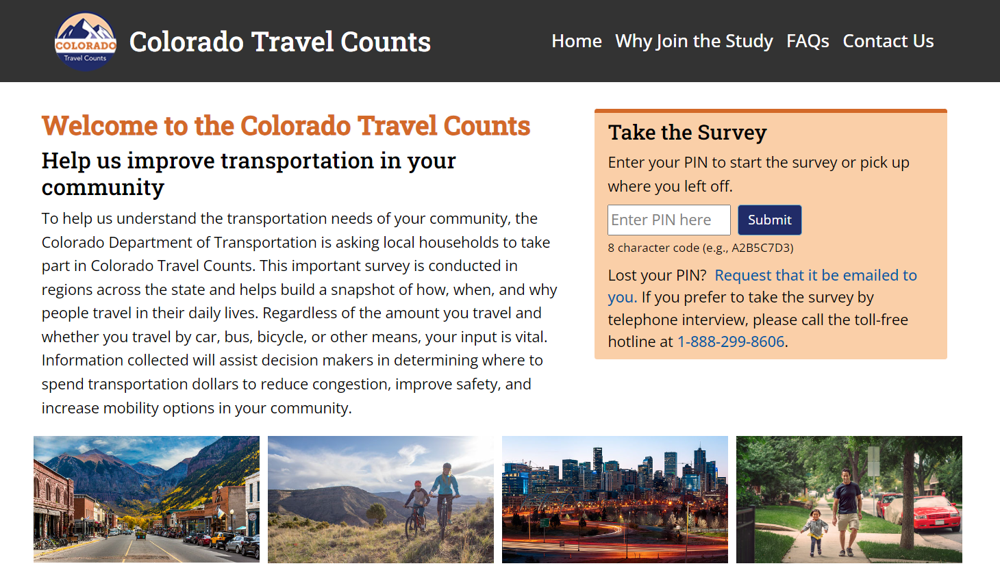 COLORADO
Travel Counts
Colorado Travel Counts
Home Why Join the Study FAQs Contact Us
Welcome to the Colorado Travel Counts
Help us improve transportation in your
community
To help us understand the transportation needs of your community, the
Colorado Department of Transportation is asking local households to take
part in Colorado Travel Counts. This important survey is conducted in
regions across the state and helps build a snapshot of how, when, and why
people travel in their daily lives. Regardless of the amount you travel and
whether you travel by car, bus, bicycle, or other means, your input is vital.
Information collected will assist decision makers in determining where to
spend transportation dollars to reduce congestion, improve safety, and
increase mobility options in your community.
Take the Survey
Enter your PIN to start the survey or pick up
where you left off.
Enter PIN here Submit
8 character code (e.g., A2B5C7D3)
Lost your PIN? Request that it be emailed to
you. If you prefer to take the survey by
telephone interview, please call the toll-free
hotline at 1-888-299-8606.